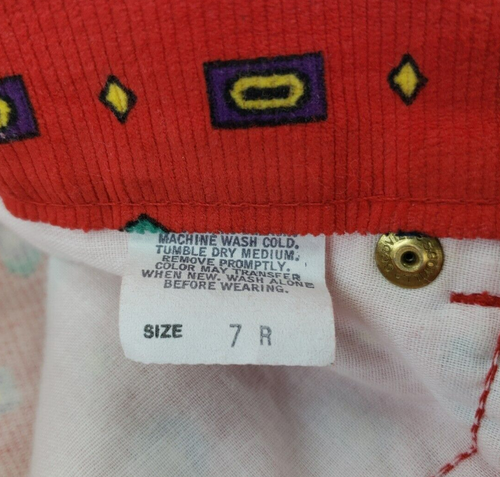 MACHINE WASH COLD.
TUMBLE DRY MEDIUM.
REMOVE PROMPTLY.
COLOR MAY TRANSFER
WHEN NEW. WASH ALONE
BEFORE WEARING.
SIZE 7 R